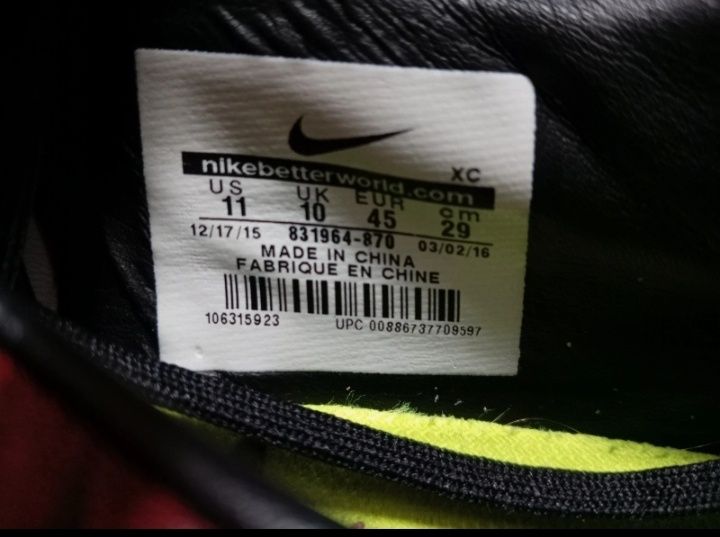 XC
nikebetterworld.com
US UK EUR cm
11 10 45 29
12/17/15 831964-870 03/02/16
MADE IN CHINA
FABRIQUE EN CHINE
106315923 UPC 00886737709597